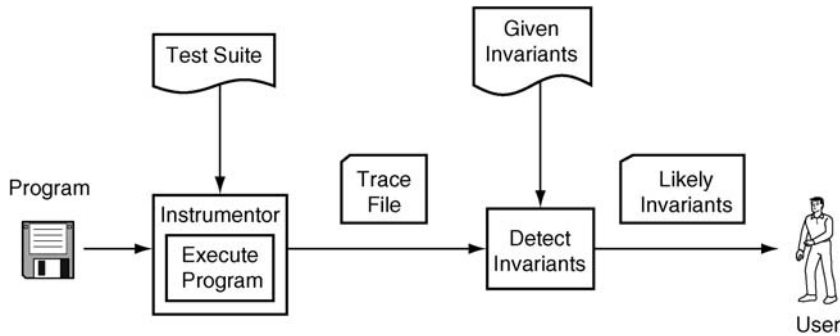 Test Suite
Given
Invariants
Program
Instrumentor
Execute
Program
Trace
File
Detect
Invariants
Likely
Invariants
User